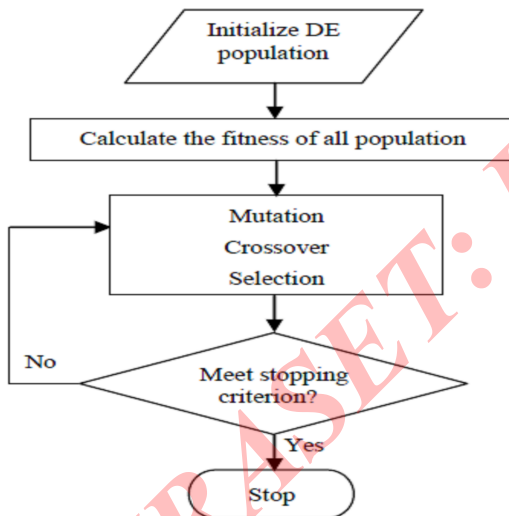 Initialize DE
population
Calculate the fitness of all population
Mutation
Crossover
Selection
No
Meet stopping
criterion?
Yes
Stop